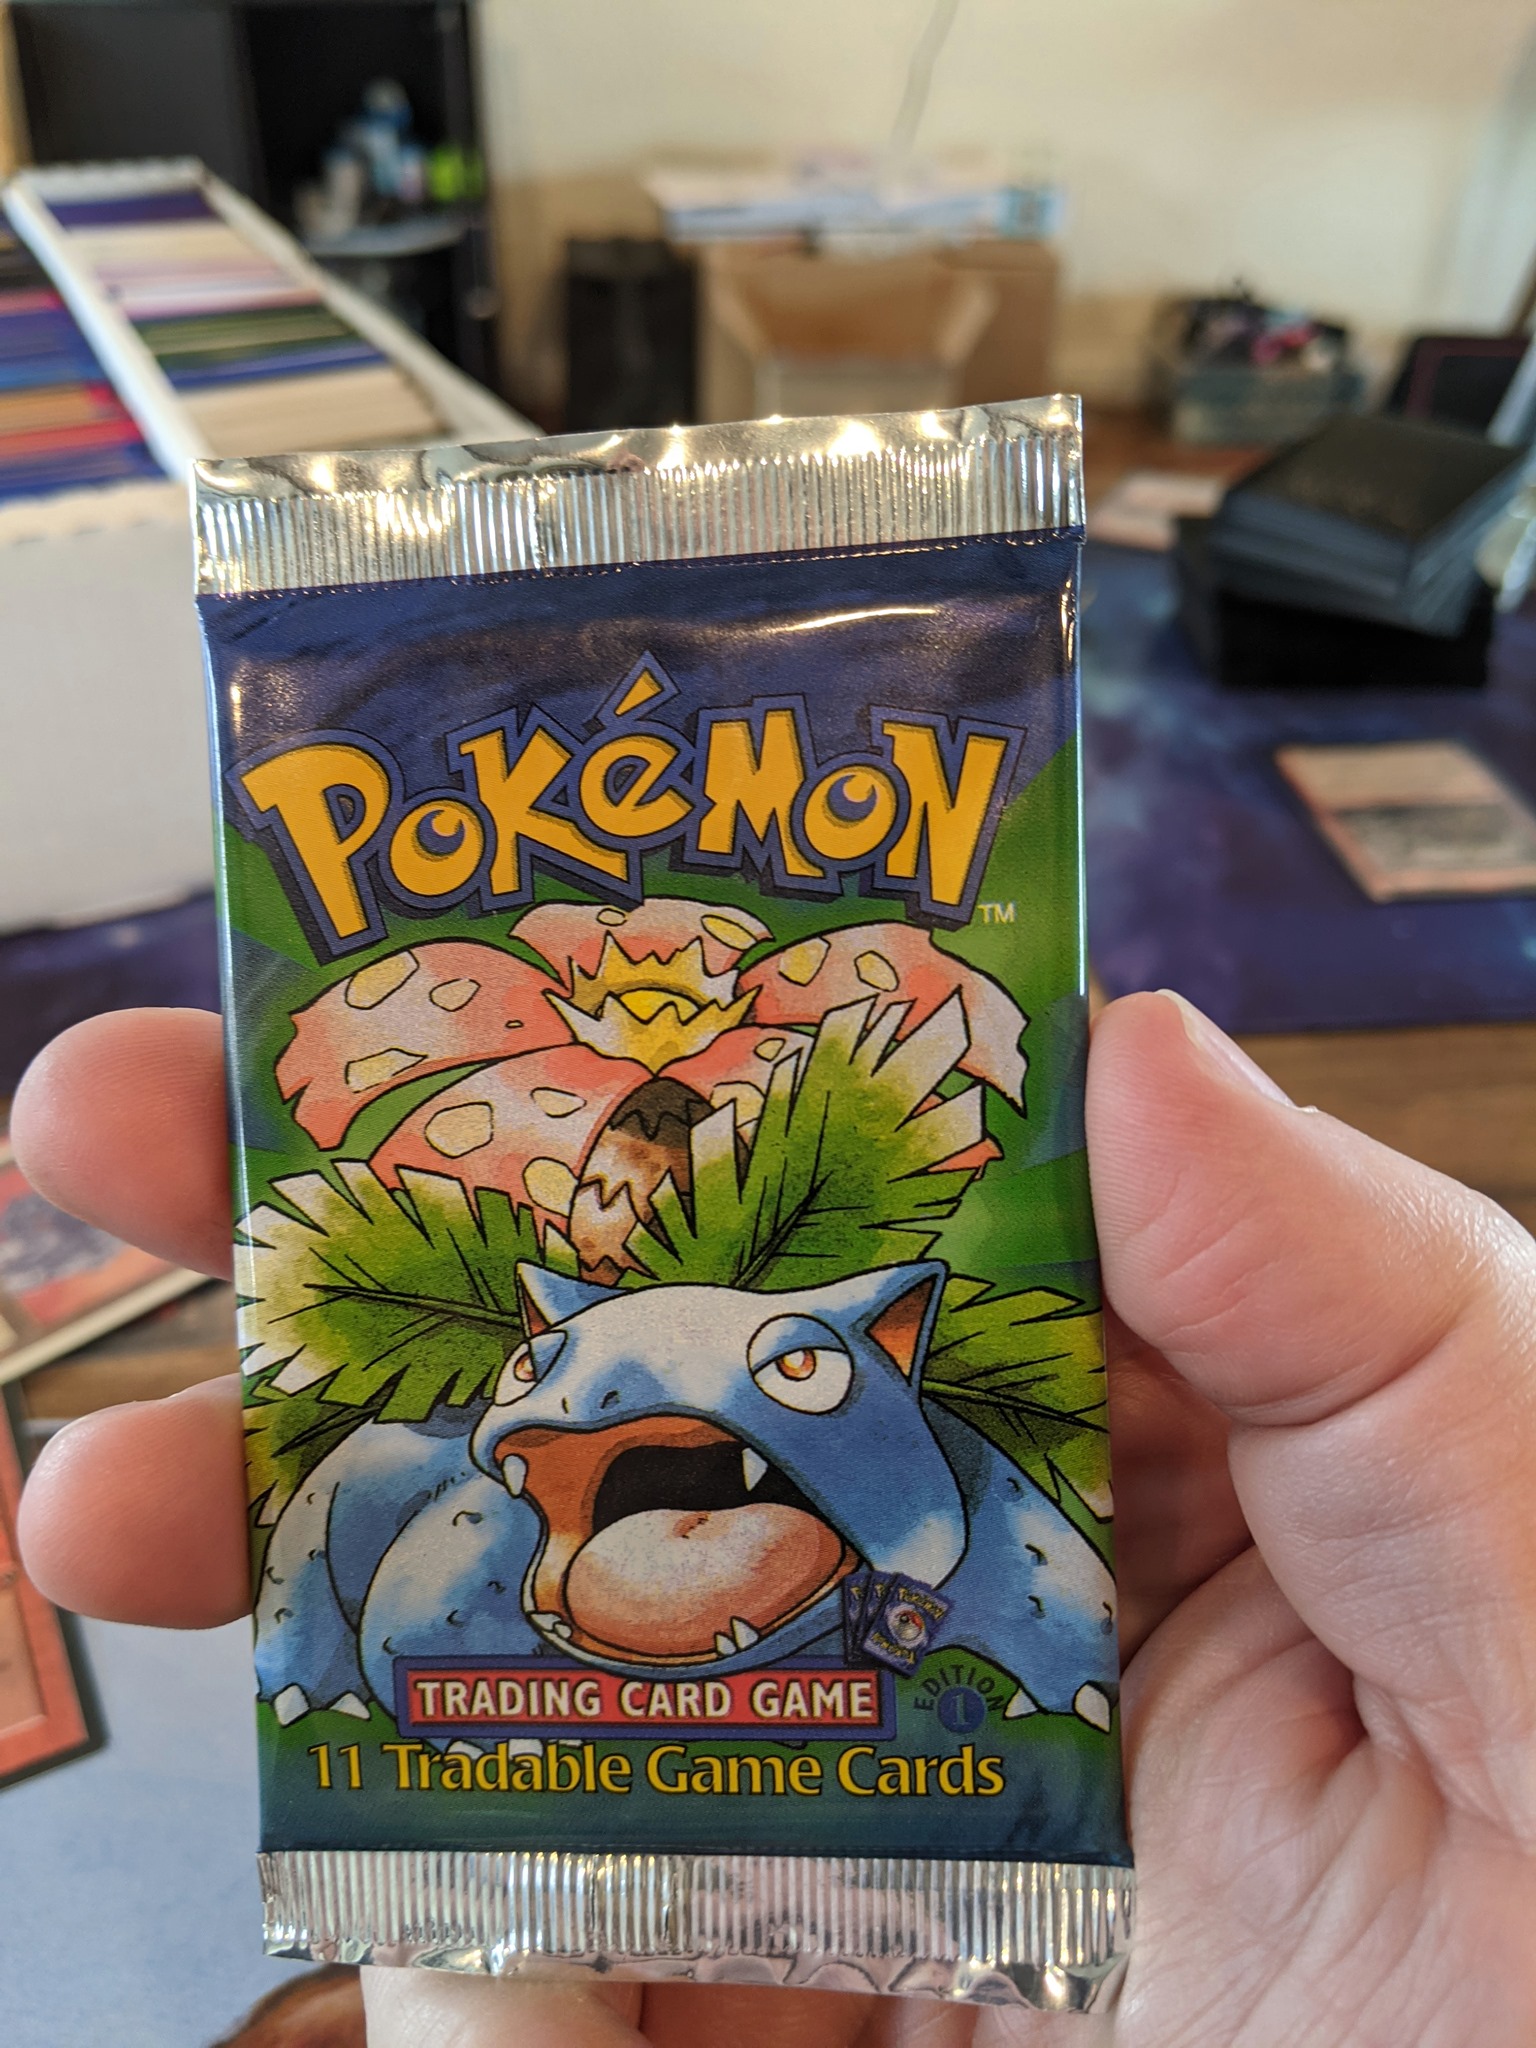 POKéMON
TM
TRADING CARD GAME
EDITION
1
11 Tradable Game Cards